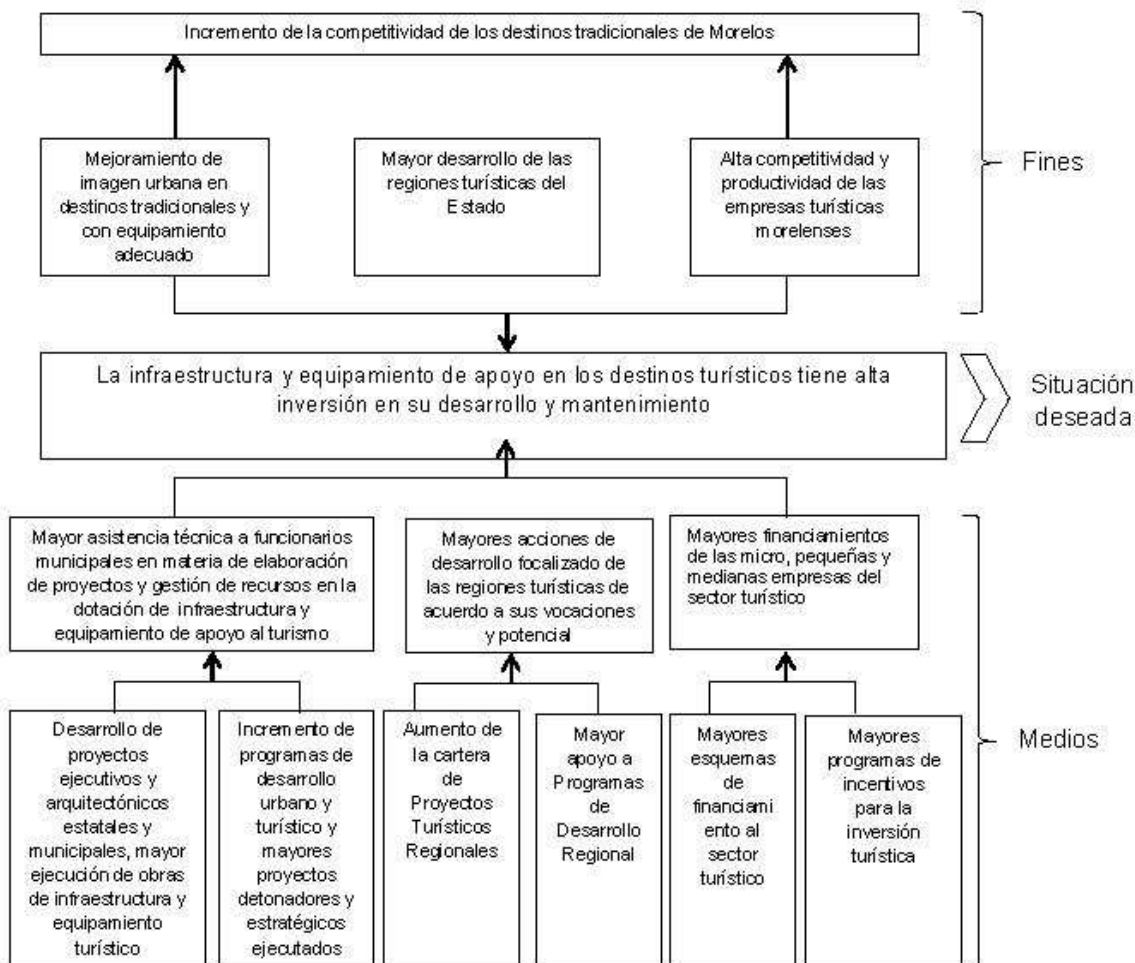 Incremento de la competitividad de los destinos tradicionales de Morelos
Mejoramiento de
imagen urbana en
destinos tradicionales y
con equipamiento
adecuado
Mayor desarrollo de las
regiones turísticas del
Estado
Alta competitividad y
productividad de las
empresas turísticas
morelenses
Fines
La infraestructura y equipamiento de apoyo en los destinos turísticos tiene alta
inversión en su desarrollo y mantenimiento
Situación
deseada
Mayor asistencia técnica a funcionarios
municipales en materia de elaboración
de proyectos y gestión de recursos en la
dotación de infraestructura y
equipamiento de apoyo al turismo
Mayores acciones de
desarrollo focalizado de
las regiones turísticas de
acuerdo a sus vocaciones
y potencial
Mayores financiamientos
de las micro, pequeñas y
medianas empresas del
sector turístico
Desarrollo de
proyectos
ejecutivos y
arquitectónicos
estatales y
municipales, mayor
ejecución de obras
de infraestructura y
equipamiento
turístico
Incremento de
programas de
desarrollo
urbano y
turístico y
mayores
proyectos
detonadores y
estratégicos
ejecutados
Aumento de
la cartera
de
Proyectos
Turísticos
Regionales
Mayor
apoyo a
Programas
de
Desarrollo
Regional
Mayores
esquemas
de
financiami
ento al
sector
turístico
Mayores
programas de
incentivos
para la
inversión
turística
Medios